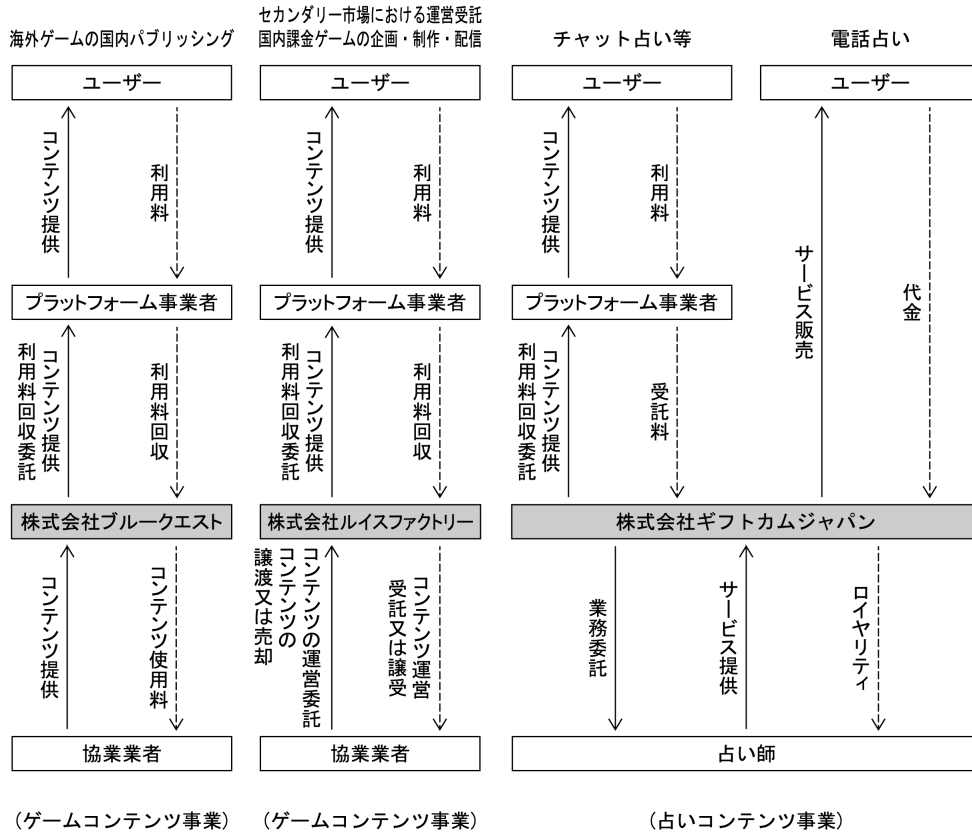 海外ゲームの国内パブリッシング
セカンダリー市場における運営受託
国内課金ゲームの企画・制作・配信
チャット占い等
電話占い
ユーザー
ユーザー
ユーザー
ユーザー
コンテンツ提供
利用料
コンテンツ提供
利用料
コンテンツ提供
利用料
サービス販売
代金
プラットフォーム事業者
プラットフォーム事業者
プラットフォーム事業者
コンテンツ提供
利用料回収委託
利用料回収
コンテンツ提供
利用料回収委託
利用料回収
コンテンツ提供
利用料回収委託
受託料
株式会社ブルークエスト
株式会社ルイスファクトリー
株式会社ギフトカムジャパン
コンテンツ提供
コンテンツ使用料
コンテンツの運営委託
コンテンツの
譲渡又は売却
コンテンツ運営
受託又は譲受
業務委託
サービス提供
ロイヤリティ
協業業者
協業業者
占い師
(ゲームコンテンツ事業)
(ゲームコンテンツ事業)
(占いコンテンツ事業)